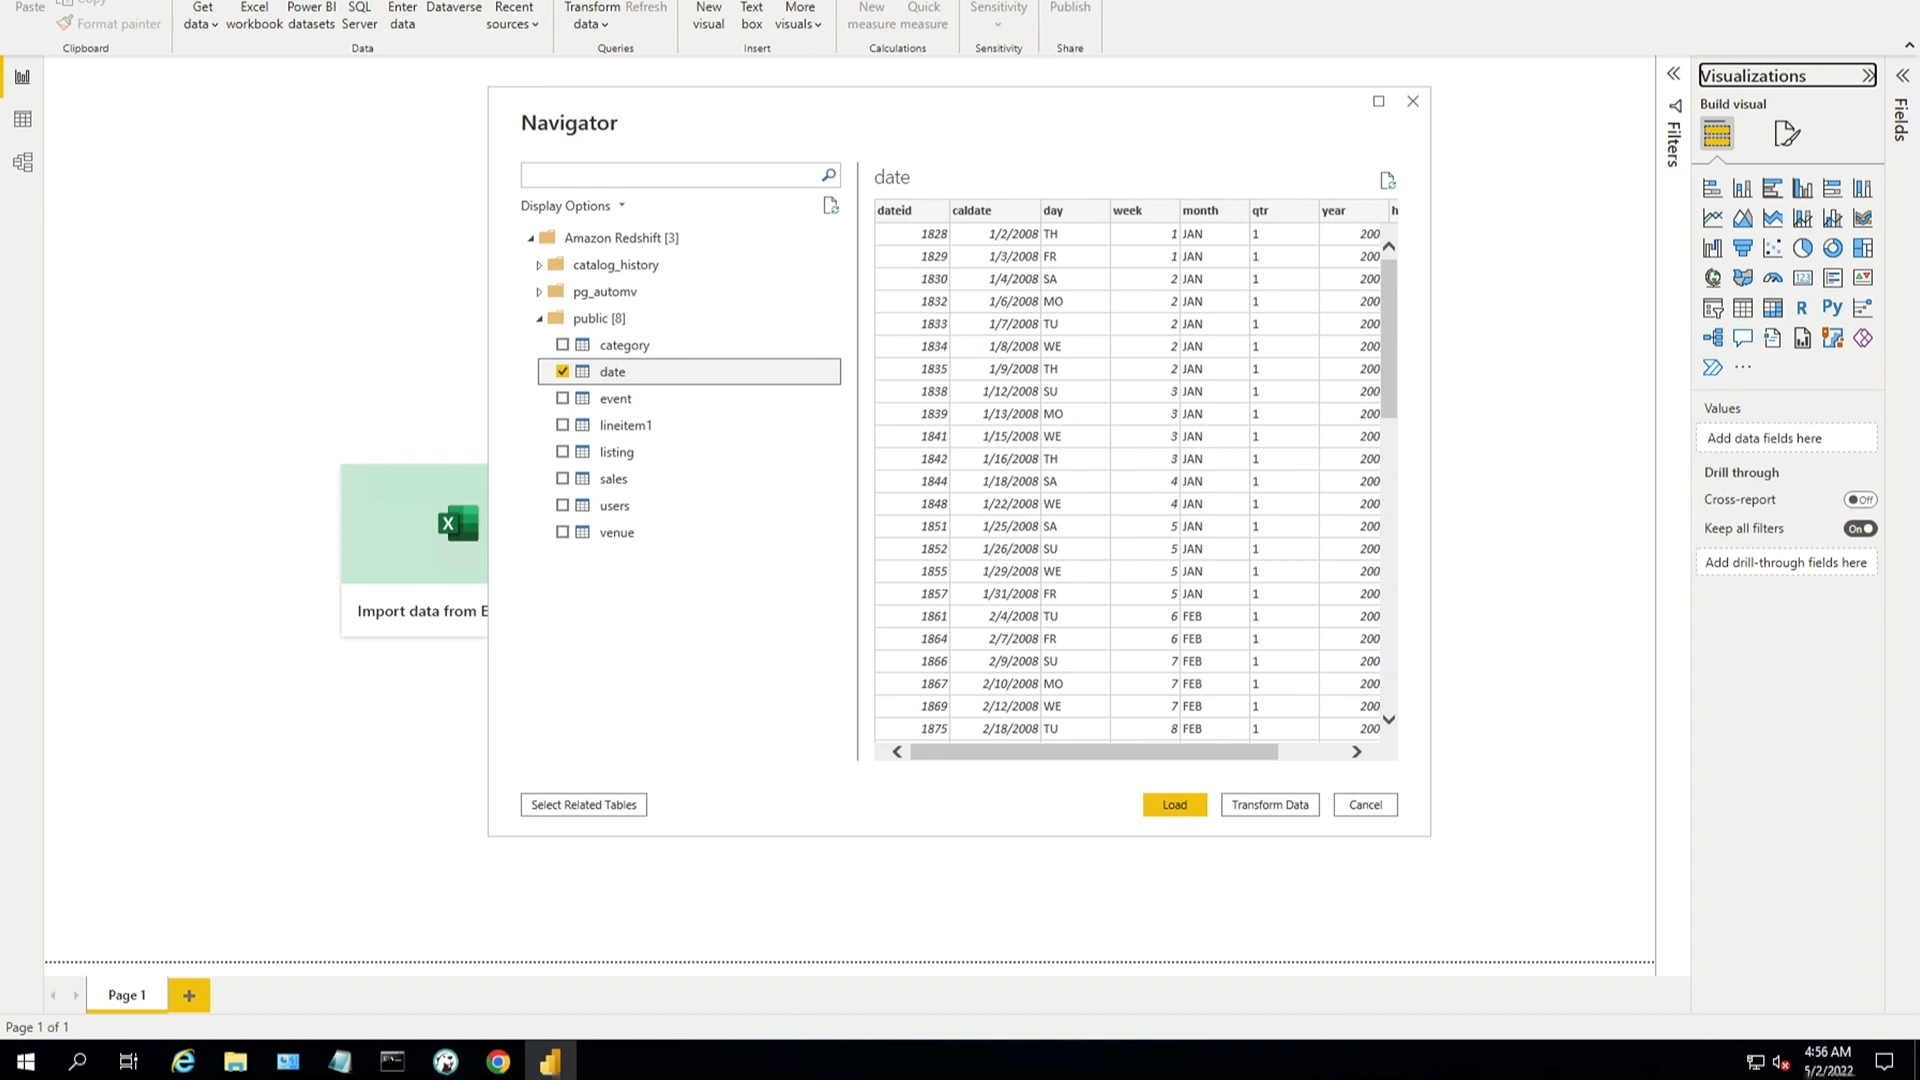 Paste
Copy
Format painter
Clipboard
Get data
Excel workbook
Power BI datasets
SQL Server
Enter data
Dataverse
Recent sources
Data
Transform data
Refresh
Queries
New visual
Text box
More visuals
Insert
New measure
Quick measure
Calculations
Sensitivity
Sensitivity
Publish
Share
Navigator
Display Options
Amazon Redshift [3]
catalog_history
pg_automv
public [8]
category
date
event
lineitem1
listing
sales
users
venue
date
dateid caldate day week month qtr year h
1828 1/2/2008 TH 1 JAN 1 200
1829 1/3/2008 FR 1 JAN 1 200
1830 1/4/2008 SA 2 JAN 1 200
1832 1/6/2008 MO 2 JAN 1 200
1833 1/7/2008 TU 2 JAN 1 200
1834 1/8/2008 WE 2 JAN 1 200
1835 1/9/2008 TH 2 JAN 1 200
1838 1/12/2008 SU 3 JAN 1 200
1839 1/13/2008 MO 3 JAN 1 200
1841 1/15/2008 WE 3 JAN 1 200
1842 1/16/2008 TH 3 JAN 1 200
1844 1/18/2008 SA 4 JAN 1 200
1848 1/22/2008 WE 4 JAN 1 200
1851 1/25/2008 SA 5 JAN 1 200
1852 1/26/2008 SU 5 JAN 1 200
1855 1/29/2008 WE 5 JAN 1 200
1857 1/31/2008 FR 5 JAN 1 200
1861 2/4/2008 TU 6 FEB 1 200
1864 2/7/2008 FR 6 FEB 1 200
1866 2/9/2008 SU 7 FEB 1 200
1867 2/10/2008 MO 7 FEB 1 200
1869 2/12/2008 WE 7 FEB 1 200
1875 2/18/2008 TU 8 FEB 1 200
Select Related Tables
Load
Transform Data
Cancel
X
Import data from E
Filters
Visualizations
Build visual
123
R
Py
Values
Add data fields here
Drill through
Cross-report
Off
Keep all filters
On
Add drill-through fields here
Fields
Page 1
Page 1 of 1
4:56 AM
5/2/2022